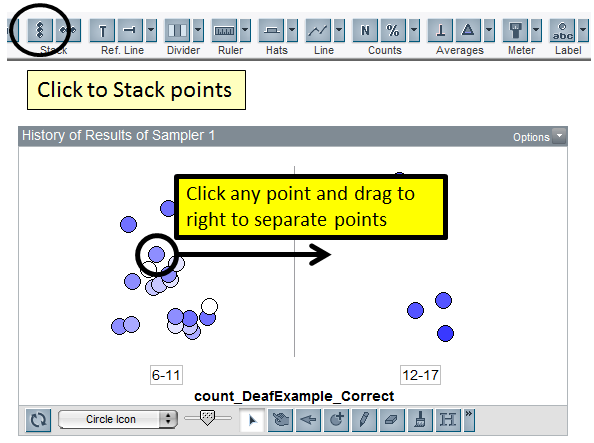 Stack Ref. Line Divider Ruler Hats Line Counts Averages Meter Label
T N % abc
Click to Stack points
History of Results of Sampler 1 Options
Click any point and drag to
right to separate points
6-11 12-17
count_DeafExample_Correct
Circle Icon